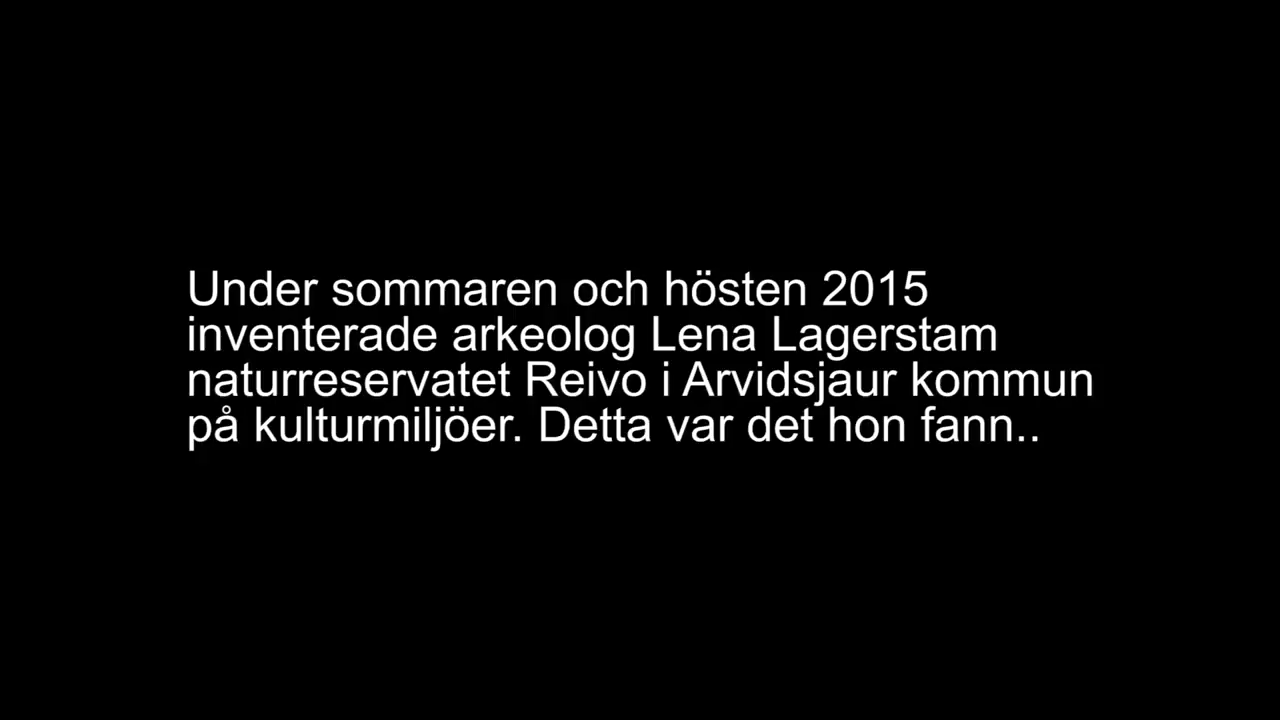 Under sommaren och hösten 2015
inventerade arkeolog Lena Lagerstam
naturreservatet Reivo i Arvidsjaur kommun
på kulturmiljöer. Detta var det hon fann..